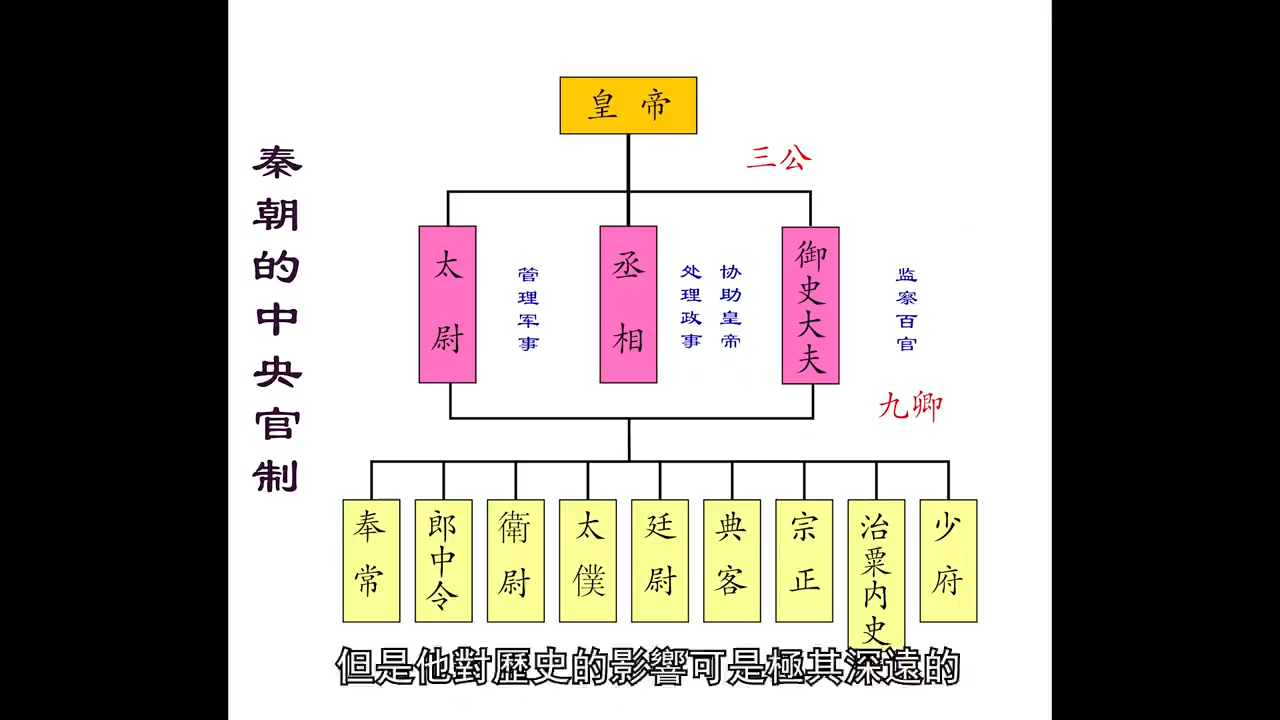 秦朝的中央官制
皇帝
三公
太尉
管理军事
丞相
协助皇帝
处理政事
御史大夫
监察百官
九卿
奉常
郎中令
衛尉
太僕
廷尉
典客
宗正
治粟内史
少府
但是他對歷史的影響可是極其深遠的